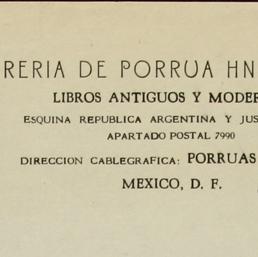 RERIA DE PORRUA HN
LIBROS ANTIGUOS Y MODER
ESQUINA REPUBLICA ARGENTINA Y JUS
APARTADO POSTAL 7990
DIRECCION CABLEGRAFICA: PORRUAS
MEXICO, D. F.